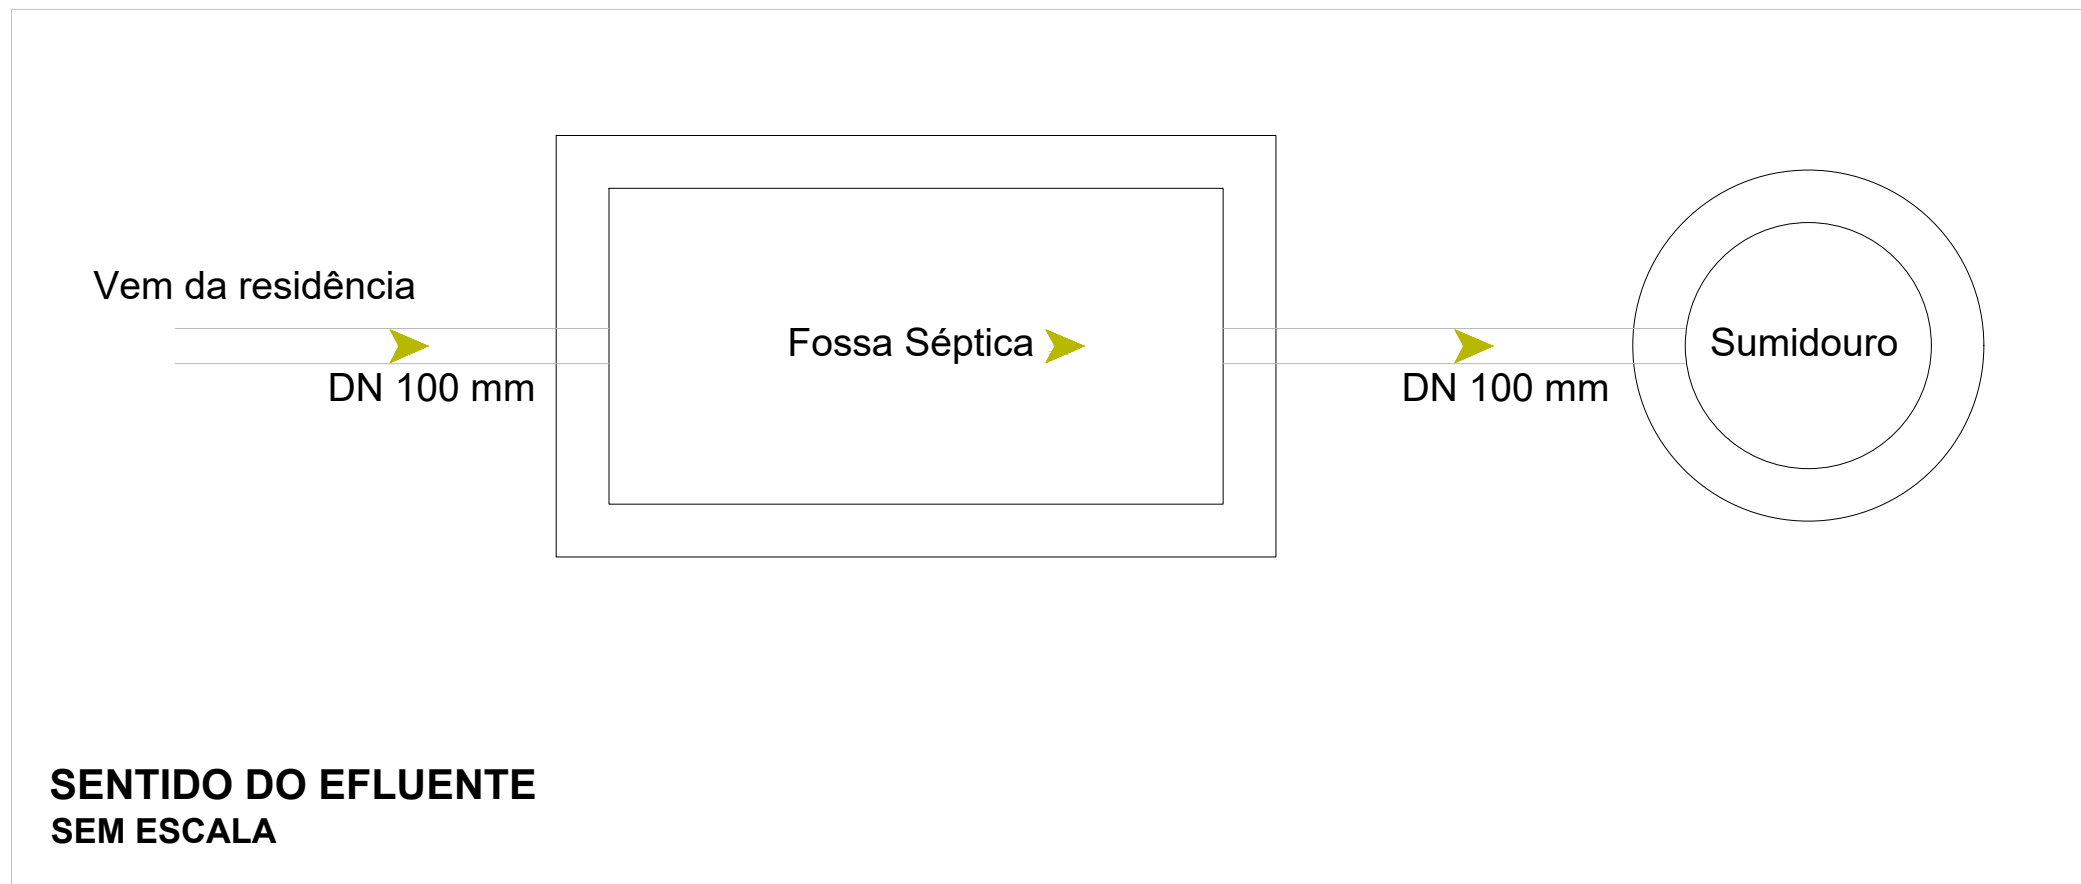 Vem da residência
DN 100 mm
Fossa Séptica
DN 100 mm
Sumidouro
SENTIDO DO EFLUENTE
SEM ESCALA